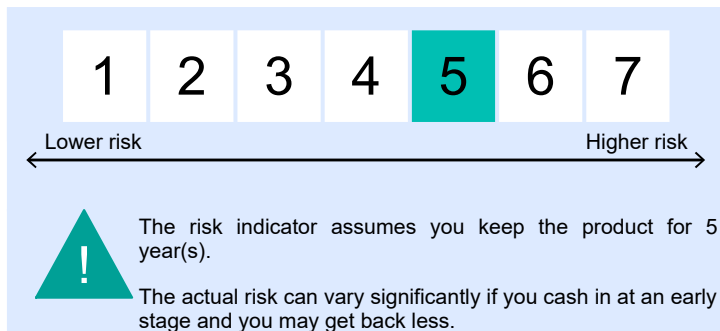 1 2 3 4 5 6 7
Lower risk Higher risk
!
The risk indicator assumes you keep the product for 5
year(s).
The actual risk can vary significantly if you cash in at an early
stage and you may get back less.